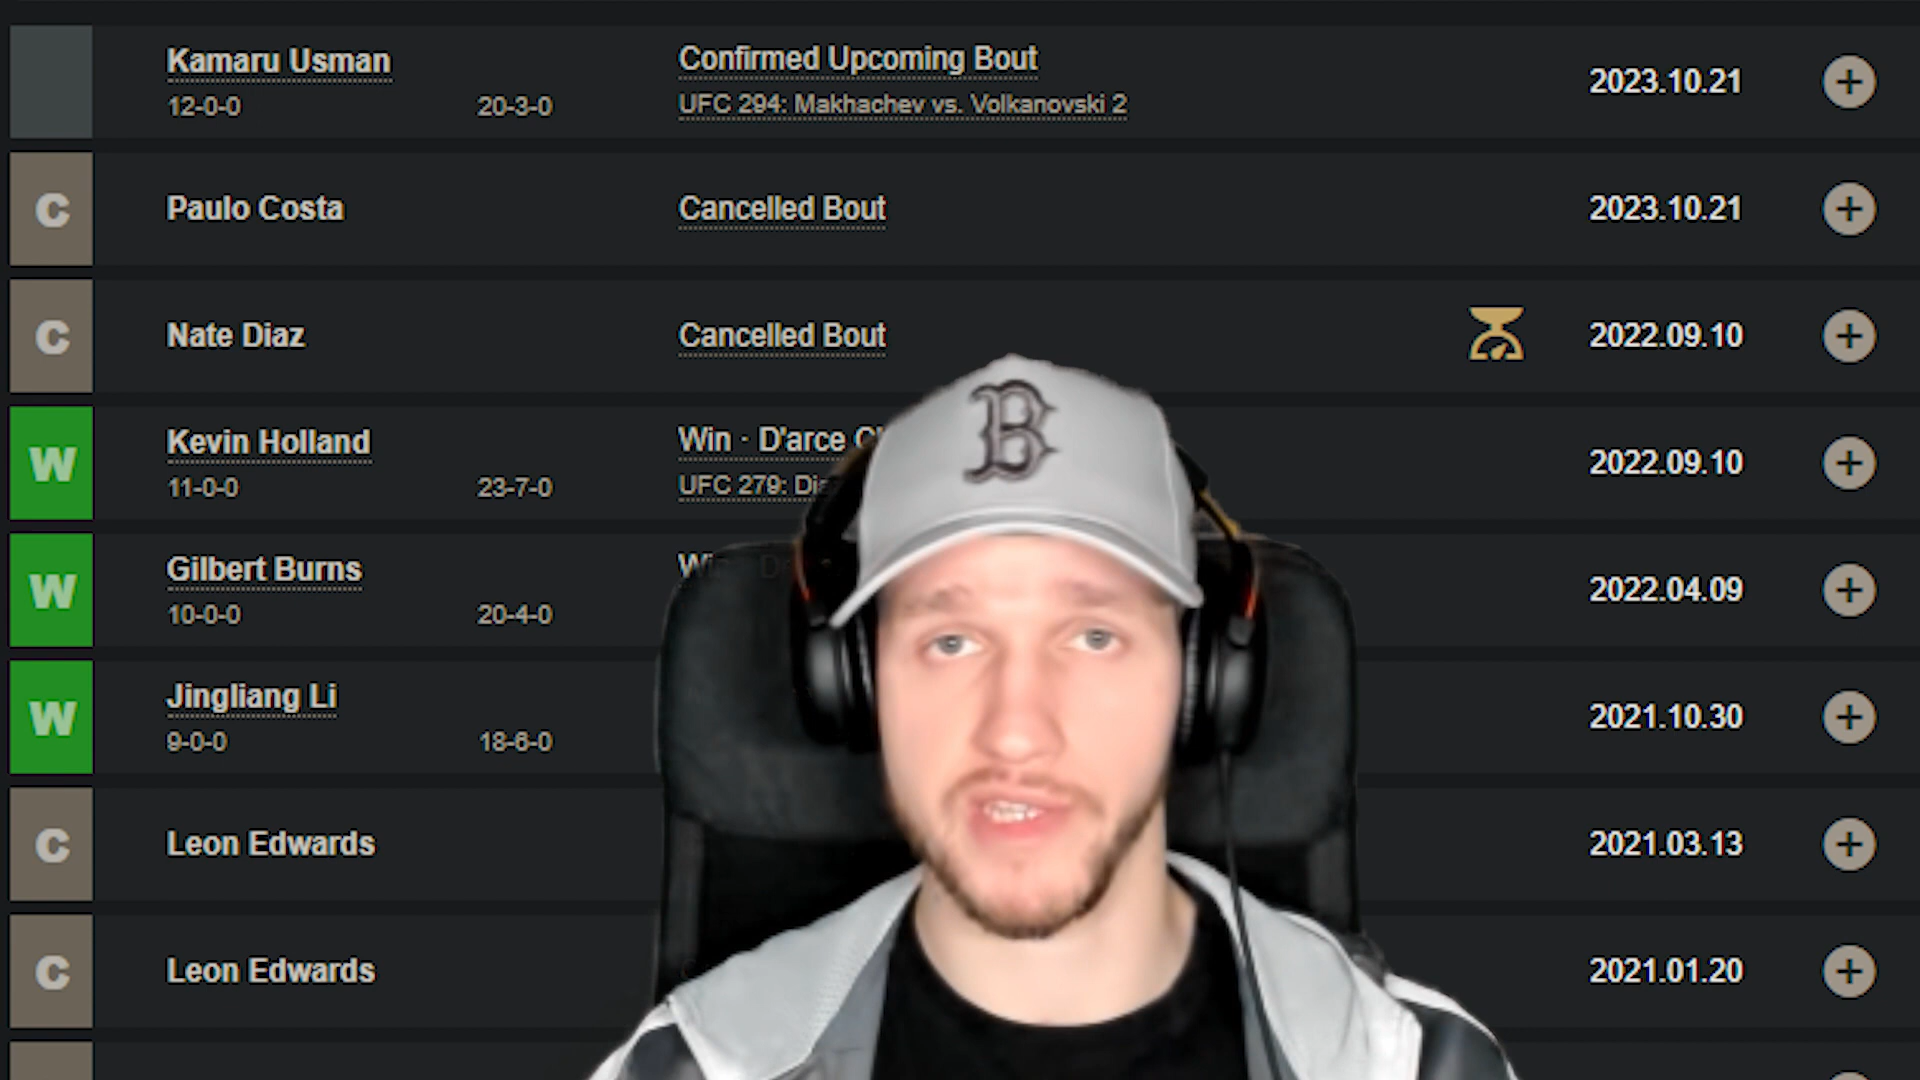 Kamaru Usman
12-0-0 20-3-0
Confirmed Upcoming Bout
UFC 294: Makhachev vs. Volkanovski 2
2023.10.21
C
Paulo Costa
Cancelled Bout
2023.10.21
C
Nate Diaz
Cancelled Bout
2022.09.10
W
Kevin Holland
11-0-0 23-7-0
Win · D'arce
UFC 279:
2022.09.10
B
W
Gilbert Burns
10-0-0 20-4-0
2022.04.09
W
Jingliang Li
9-0-0 18-6-0
2021.10.30
C
Leon Edwards
2021.03.13
C
Leon Edwards
2021.01.20